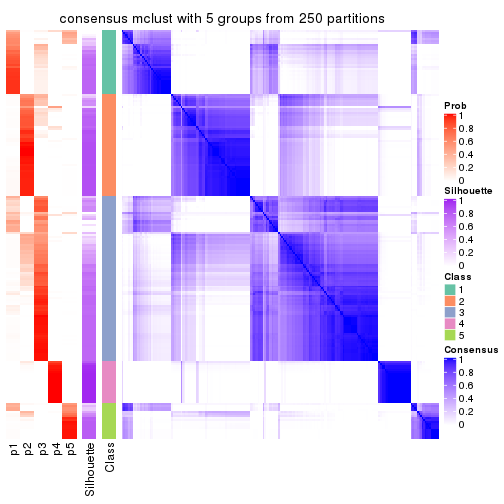 consensus mclust with 5 groups from 250 partitions
Prob
1
0.8
0.6
0.4
0.2
0
Silhouette
1
0.8
0.6
0.4
0.2
0
Class
1
2
3
4
5
Consensus
1
0.8
0.6
0.4
0.2
0
p1
p2
p3
p4
p5
Silhouette
Class